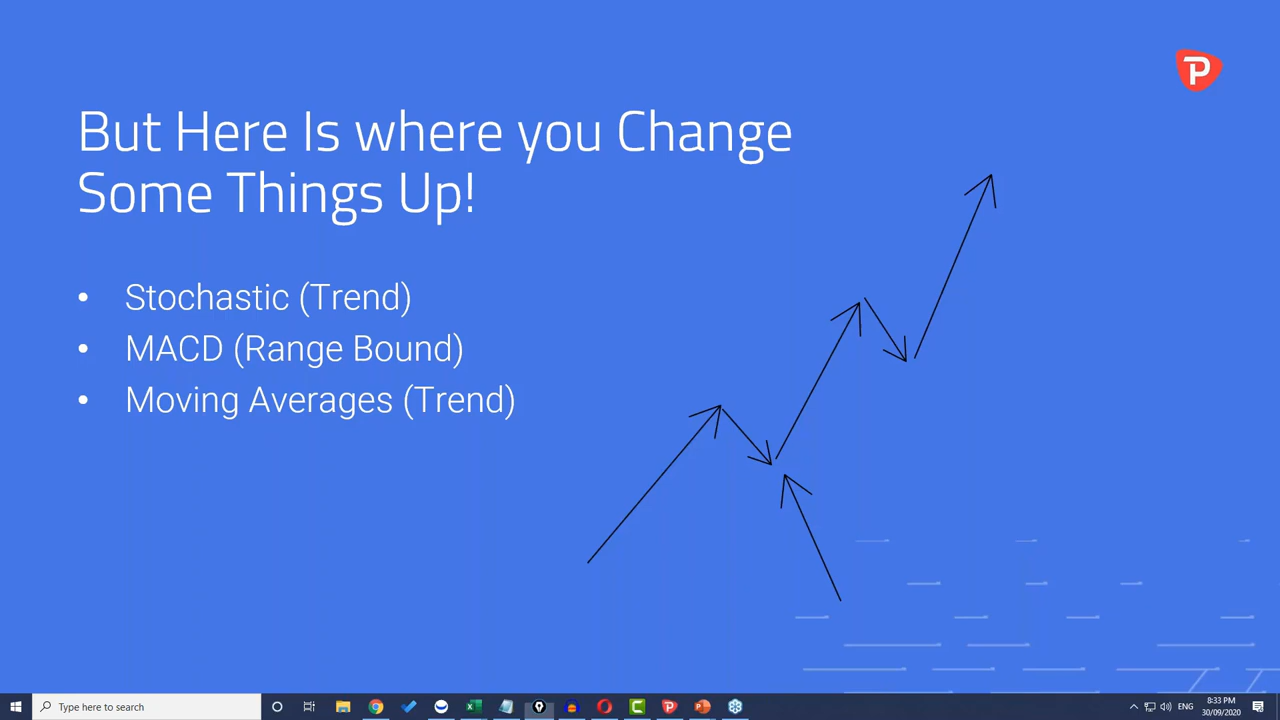 P
But Here Is where you Change
Some Things Up!
• Stochastic (Trend)
• MACD (Range Bound)
• Moving Averages (Trend)
Type here to search
ENG
8:33 PM
30/09/2020